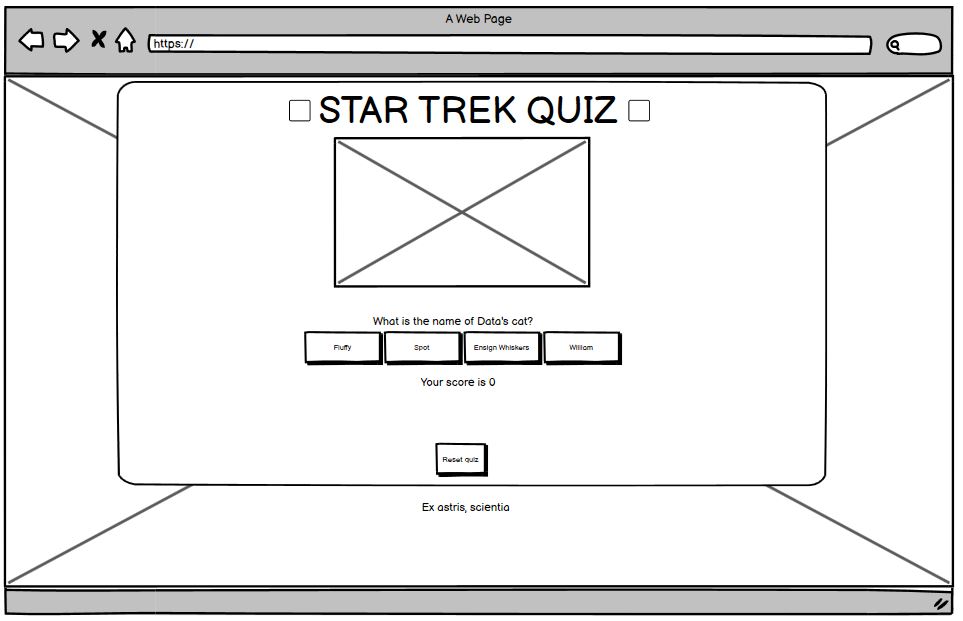 A Web Page
https://
STAR TREK QUIZ
What is the name of Data's cat?
Fluffy Spot Ensign Whiskers William
Your score is 0
Reset quiz
Ex astris, scientia